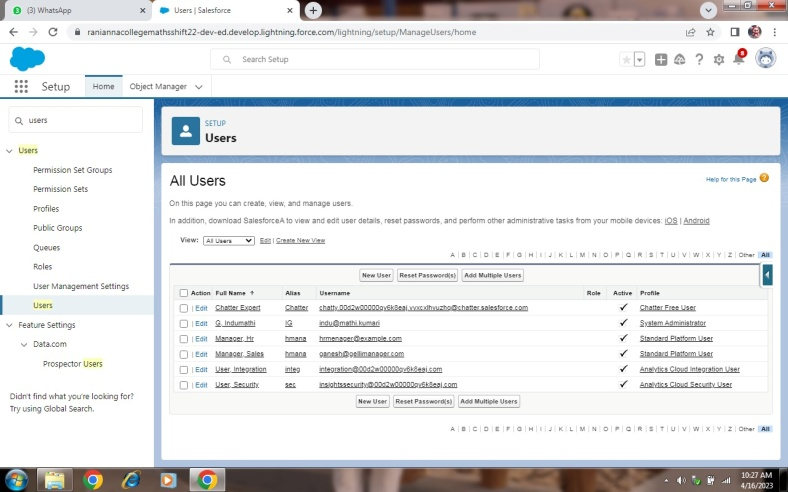 (3) WhatsApp
Users | Salesforce
raniannacollegemathsshift22-dev-ed.develop.lightning.force.com/lightning/setup/ManageUsers/home
Search Setup
8
Setup Home Object Manager
users
SETUP
Users
Users
Permission Set Groups
Permission Sets
Profiles
Public Groups
Queues
Roles
User Management Settings
Users
Feature Settings
Data.com
Prospector Users
Didn't find what you're looking for?
Try using Global Search.
All Users
Help for this Page ?
On this page you can create, view, and manage users.
In addition, download SalesforceA to view and edit user details, reset passwords, and perform other administrative tasks from your mobile devices: iOS | Android
View: All Users Edit | Create New View
A | B | C | D | E | F | G | H | I | J | K | L | M | N | O | P | Q | R | S | T | U | V | W | X | Y | Z | Other All
New User Reset Password(s) Add Multiple Users
Action Full Name ↑ Alias Username Role Active Profile
| Edit Chatter Expert Chatter chatty.00d2w00000qv6k8eaj.vvxcxlhvuzhq@chatter.salesforce.com ✓ Chatter Free User
| Edit G, Indumathi IG indu@mathi.kumari ✓ System Administrator
| Edit Manager, Hr hmana hrmenager@example.com ✓ Standard Platform User
| Edit Manager, Sales hmana ganesh@gellimanager.com ✓ Standard Platform User
| Edit User, Integration integ integration@00d2w00000qv6k8eaj.com ✓ Analytics Cloud Integration User
| Edit User, Security sec insightssecurity@00d2w00000qv6k8eaj.com ✓ Analytics Cloud Security User
New User Reset Password(s) Add Multiple Users
A | B | C | D | E | F | G | H | I | J | K | L | M | N | O | P | Q | R | S | T | U | V | W | X | Y | Z | Other All
10:27 AM
4/16/2023